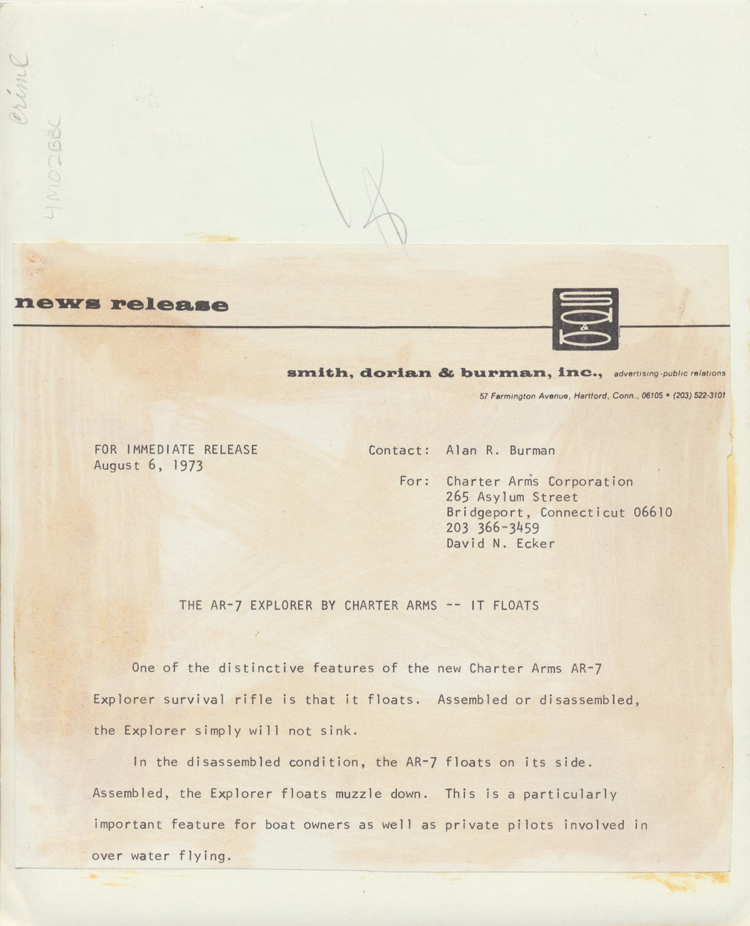 crime
4M02BBC
news release
SD&B
smith, dorian & burman, inc., advertising-public relations
57 Farmington Avenue, Hartford, Conn., 06105 • (203) 522-3101
FOR IMMEDIATE RELEASE
August 6, 1973
Contact: Alan R. Burman
For: Charter Arms Corporation
265 Asylum Street
Bridgeport, Connecticut 06610
203 366-3459
David N. Ecker
THE AR-7 EXPLORER BY CHARTER ARMS -- IT FLOATS
One of the distinctive features of the new Charter Arms AR-7
Explorer survival rifle is that it floats. Assembled or disassembled,
the Explorer simply will not sink.
In the disassembled condition, the AR-7 floats on its side.
Assembled, the Explorer floats muzzle down. This is a particularly
important feature for boat owners as well as private pilots involved in
over water flying.